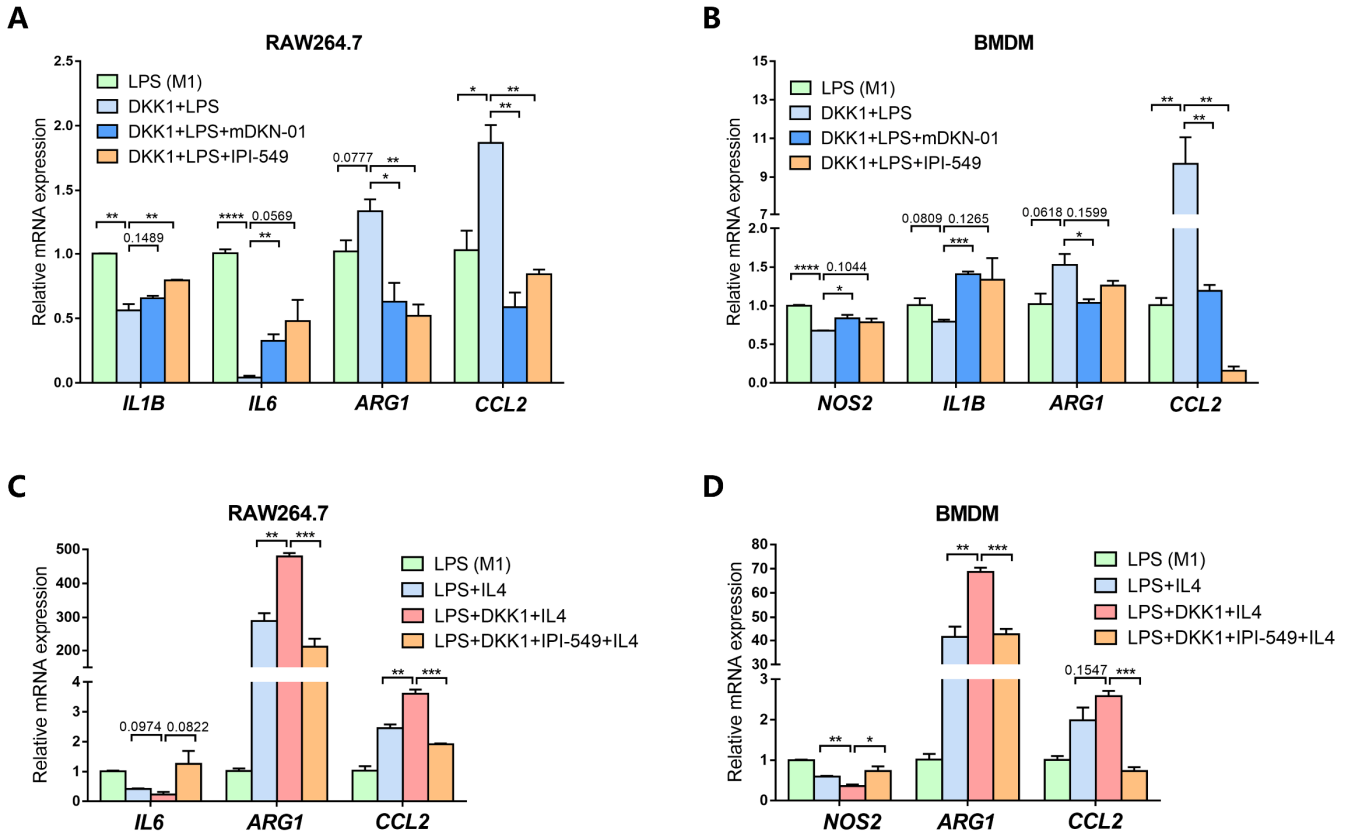 A
RAW264.7
LPS (M1)
DKK1+LPS
DKK1+LPS+mDKN-01
DKK1+LPS+IPI-549
Relative mRNA expression
2.5
2.0
1.5
1.0
0.5
0.0
** **
0.1489
**** 0.0569
**
0.0777 **
*
* **
**
IL1B IL6 ARG1 CCL2
B
BMDM
LPS (M1)
DKK1+LPS
DKK1+LPS+mDKN-01
DKK1+LPS+IPI-549
Relative mRNA expression
15
13
11
9
7
2.0
1.5
1.0
0.5
0.0
**** 0.1044
*
0.0809 0.1265
***
0.0618 0.1599
*
** **
**
NOS2 IL1B ARG1 CCL2
C
RAW264.7
LPS (M1)
LPS+IL4
LPS+DKK1+IL4
LPS+DKK1+IPI-549+IL4
Relative mRNA expression
500
400
300
200
4
3
2
1
0
0.0974 0.0822
** ***
** ***
IL6 ARG1 CCL2
D
BMDM
LPS (M1)
LPS+IL4
LPS+DKK1+IL4
LPS+DKK1+IPI-549+IL4
Relative mRNA expression
80
70
60
50
40
30
3
2
1
0
** *
** ***
0.1547 ***
NOS2 ARG1 CCL2